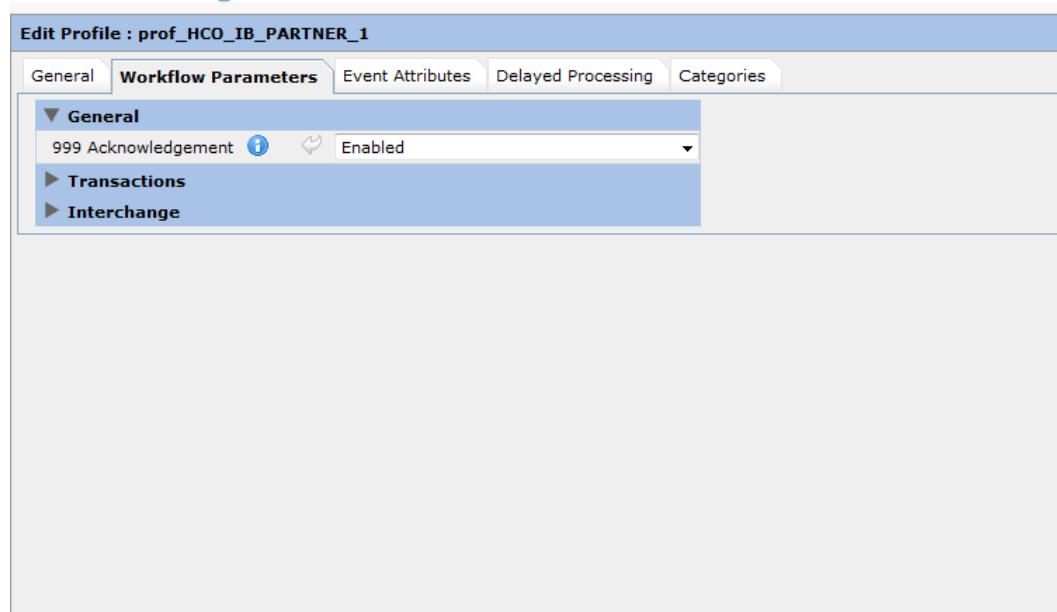 Edit Profile : prof_HCO_IB_PARTNER_1
General Workflow Parameters Event Attributes Delayed Processing Categories
General
999 Acknowledgement Enabled
Transactions
Interchange